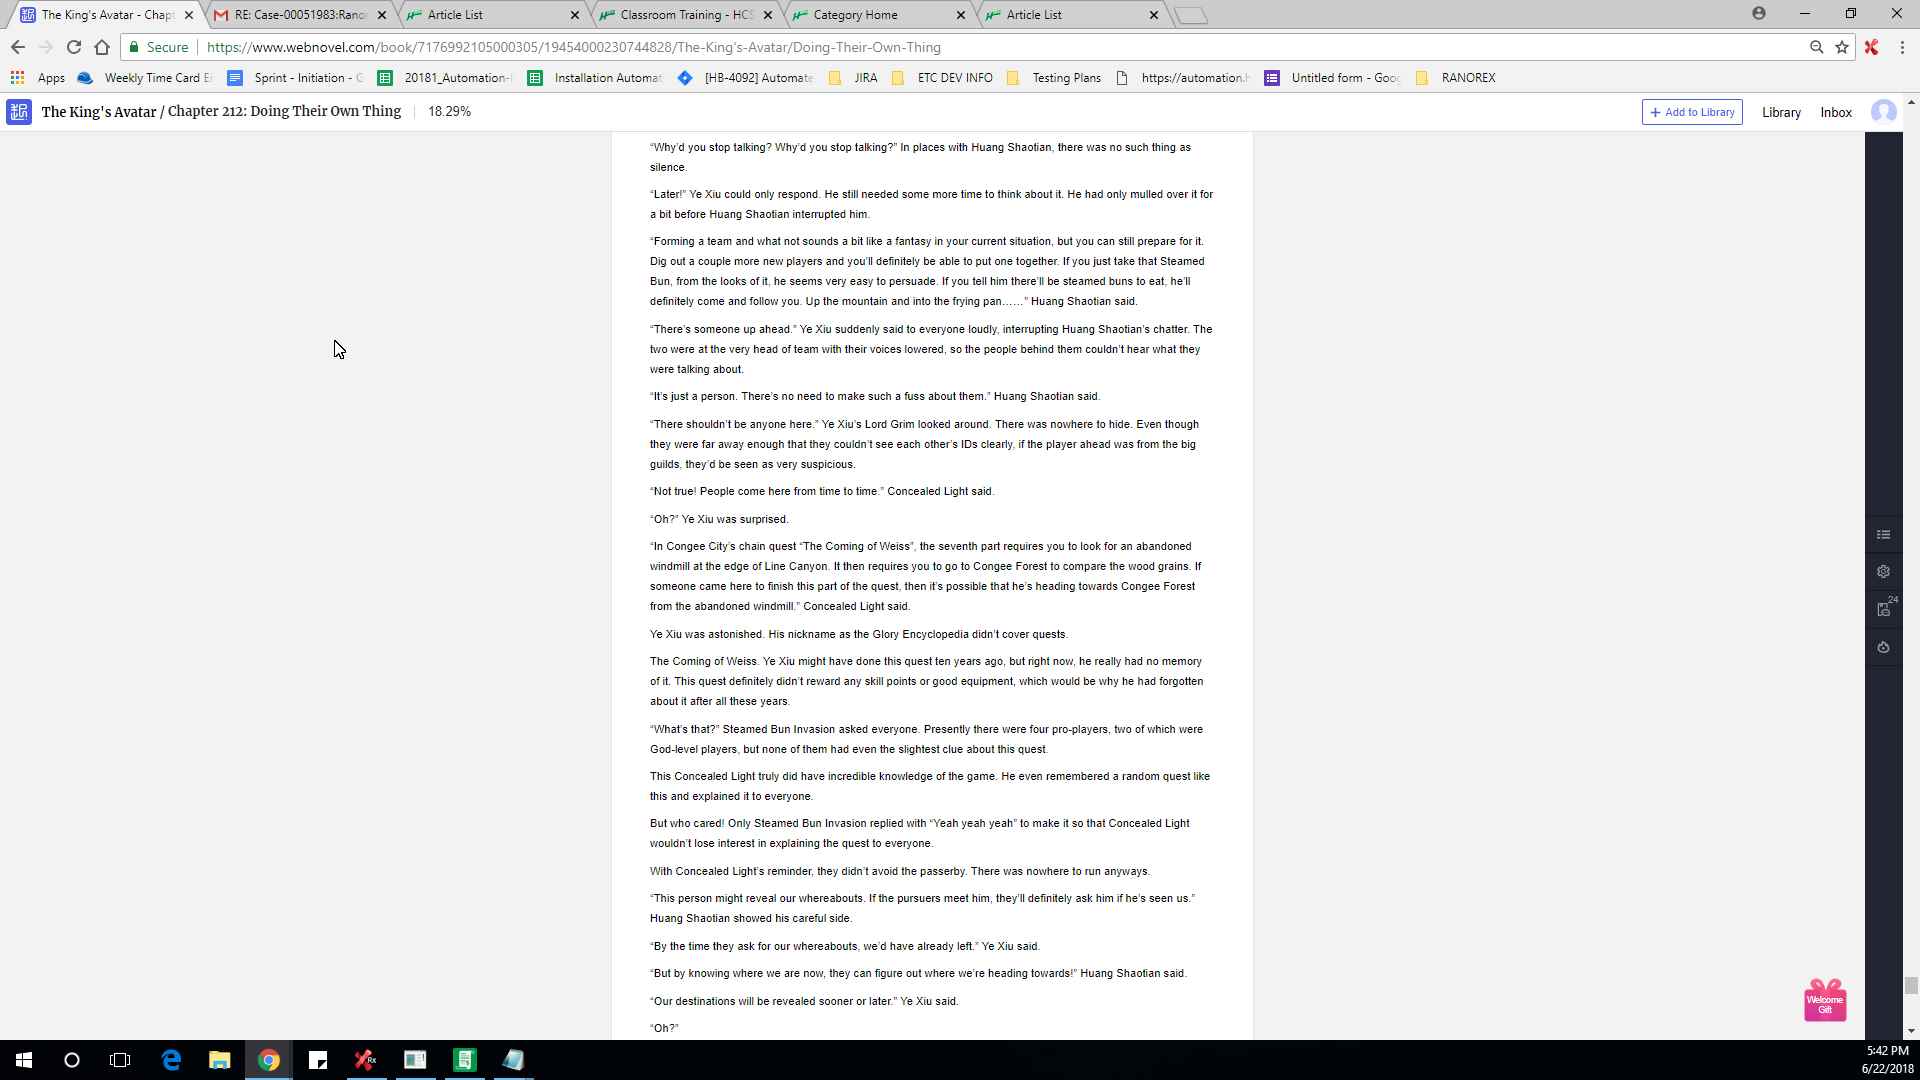 The King's Avatar - Chapt
RE: Case-00051983:Ranor
Article List
Classroom Training - HCS
Category Home
Article List
Secure
https://www.webnovel.com/book/7176992105000305/19454000230744828/The-King's-Avatar/Doing-Their-Own-Thing
Apps
Weekly Time Card E
Sprint - Initiation - G
20181_Automation-
Installation Automat
[HB-4092] Automate
JIRA
ETC DEV INFO
Testing Plans
https://automation.h
Untitled form - Goog
RANOREX
The King's Avatar / Chapter 212: Doing Their Own Thing
18.29%
+ Add to Library
Library
Inbox
“Why’d you stop talking? Why’d you stop talking?” In places with Huang Shaotian, there was no such thing as
silence.
“Later!” Ye Xiu could only respond. He still needed some more time to think about it. He had only mulled over it for
a bit before Huang Shaotian interrupted him.
“Forming a team and what not sounds a bit like a fantasy in your current situation, but you can still prepare for it.
Dig out a couple more new players and you’ll definitely be able to put one together. If you just take that Steamed
Bun, from the looks of it, he seems very easy to persuade. If you tell him there’ll be steamed buns to eat, he’ll
definitely come and follow you. Up the mountain and into the frying pan……” Huang Shaotian said.
“There’s someone up ahead.” Ye Xiu suddenly said to everyone loudly, interrupting Huang Shaotian’s chatter. The
two were at the very head of team with their voices lowered, so the people behind them couldn’t hear what they
were talking about.
“It’s just a person. There’s no need to make such a fuss about them.” Huang Shaotian said.
“There shouldn’t be anyone here.” Ye Xiu’s Lord Grim looked around. There was nowhere to hide. Even though
they were far away enough that they couldn’t see each other’s IDs clearly, if the player ahead was from the big
guilds, they’d be seen as very suspicious.
“Not true! People come here from time to time.” Concealed Light said.
“Oh?” Ye Xiu was surprised.
“In Congee City’s chain quest “The Coming of Weiss”, the seventh part requires you to look for an abandoned
windmill at the edge of Line Canyon. It then requires you to go to Congee Forest to compare the wood grains. If
someone came here to finish this part of the quest, then it’s possible that he’s heading towards Congee Forest
from the abandoned windmill.” Concealed Light said.
Ye Xiu was astonished. His nickname as the Glory Encyclopedia didn’t cover quests.
The Coming of Weiss. Ye Xiu might have done this quest ten years ago, but right now, he really had no memory
of it. This quest definitely didn’t reward any skill points or good equipment, which would be why he had forgotten
about it after all these years.
“What’s that?” Steamed Bun Invasion asked everyone. Presently there were four pro-players, two of which were
God-level players, but none of them had even the slightest clue about this quest.
This Concealed Light truly did have incredible knowledge of the game. He even remembered a random quest like
this and explained it to everyone.
But who cared! Only Steamed Bun Invasion replied with “Yeah yeah yeah” to make it so that Concealed Light
wouldn’t lose interest in explaining the quest to everyone.
With Concealed Light’s reminder, they didn’t avoid the passerby. There was nowhere to run anyways.
“This person might reveal our whereabouts. If the pursuers meet him, they’ll definitely ask him if he’s seen us.”
Huang Shaotian showed his careful side.
“By the time they ask for our whereabouts, we’d have already left.” Ye Xiu said.
“But by knowing where we are now, they can figure out where we’re heading towards!” Huang Shaotian said.
“Our destinations will be revealed sooner or later.” Ye Xiu said.
“Oh?”
24
Welcome
Gift
5:42 PM
6/22/2018